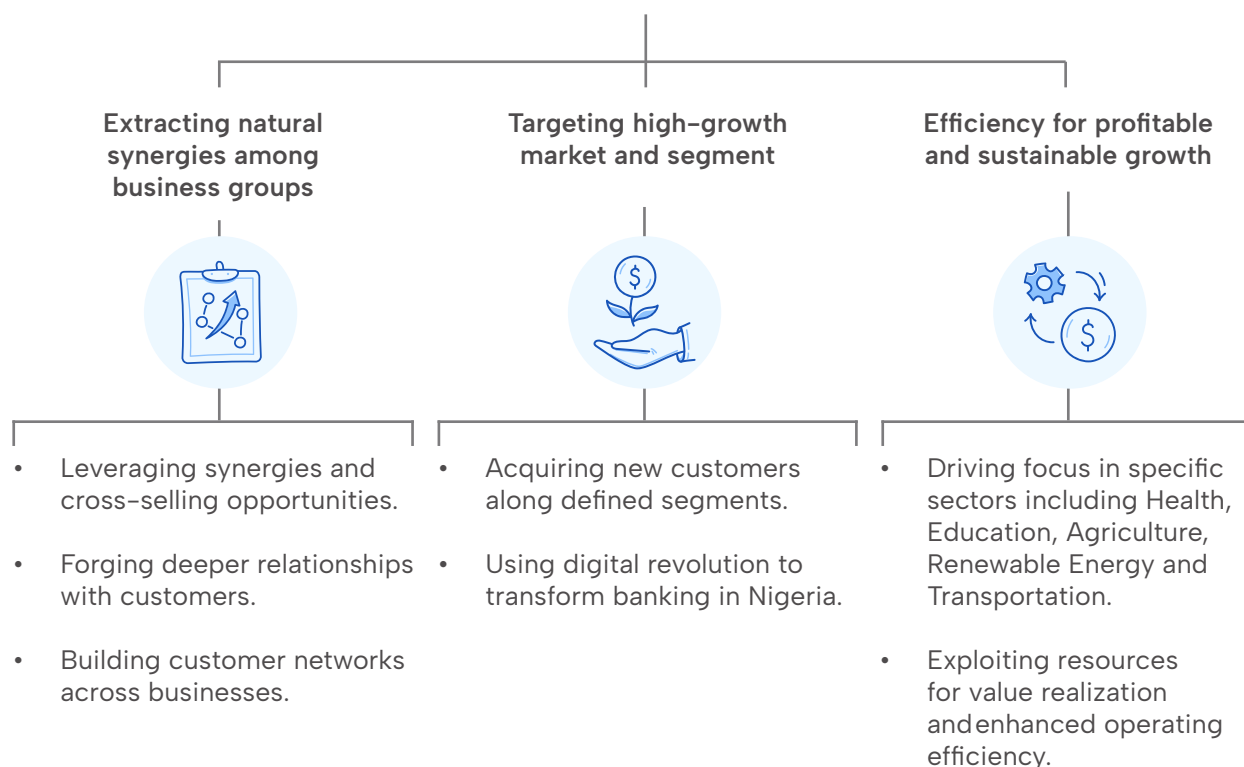 Extracting natural
synergies among
business groups
Targeting high-growth
market and segment
Efficiency for profitable
and sustainable growth
$
$
• Leveraging synergies and
cross-selling opportunities.
• Forging deeper relationships
with customers.
• Building customer networks
across businesses.
• Acquiring new customers
along defined segments.
• Using digital revolution to
transform banking in Nigeria.
• Driving focus in specific
sectors including Health,
Education, Agriculture,
Renewable Energy and
Transportation.
• Exploiting resources
for value realization
andenhanced operating
efficiency.